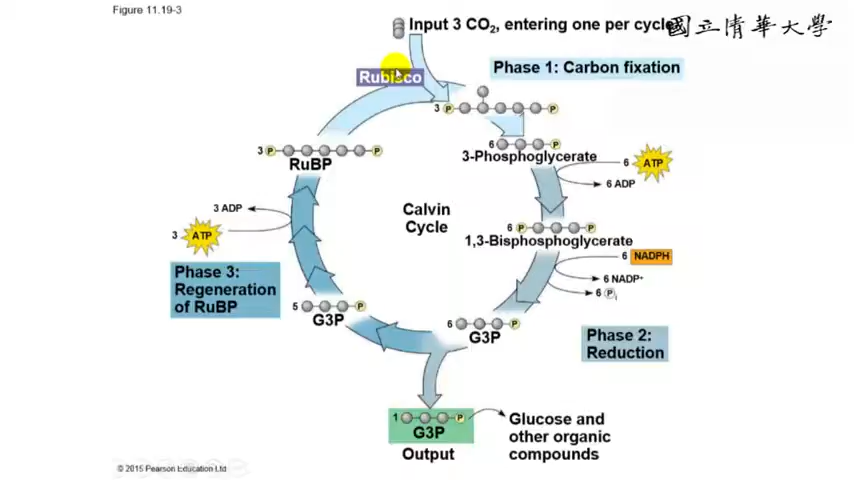 Figure 11.19-3
Input 3 CO₂, entering one per cycle
國立清華大學
Rubisco
Phase 1: Carbon fixation
3 P P
6 P
3-Phosphoglycerate
6 ATP
6 ADP
3 P P
RuBP
Calvin
Cycle
6 P P
1,3-Bisphosphoglycerate
6 NADPH
6 NADP⁺
6 Pᵢ
3 ADP
3 ATP
Phase 3:
Regeneration
of RuBP
5 P
G3P
6 P
G3P
Phase 2:
Reduction
1 P
G3P
Output
Glucose and
other organic
compounds
© 2015 Pearson Education Ltd